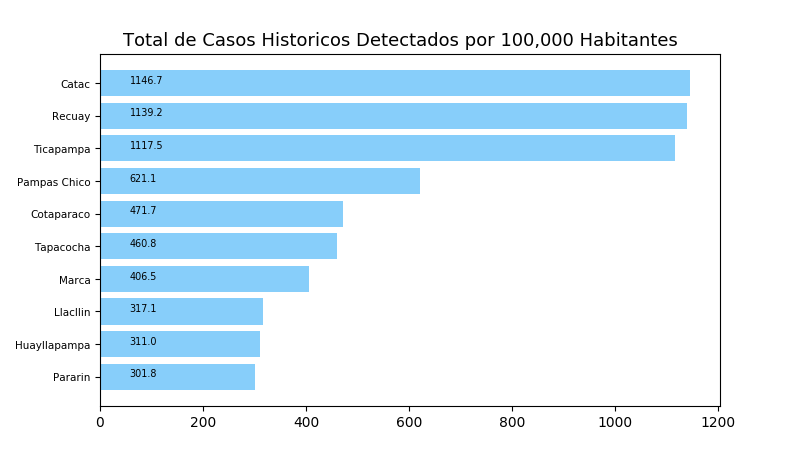 Total de Casos Historicos Detectados por 100,000 Habitantes
Catac 1146.7
Recuay 1139.2
Ticapampa 1117.5
Pampas Chico 621.1
Cotaparaco 471.7
Tapacocha 460.8
Marca 406.5
Llacllin 317.1
Huayllapampa 311.0
Pararin 301.8
0 200 400 600 800 1000 1200